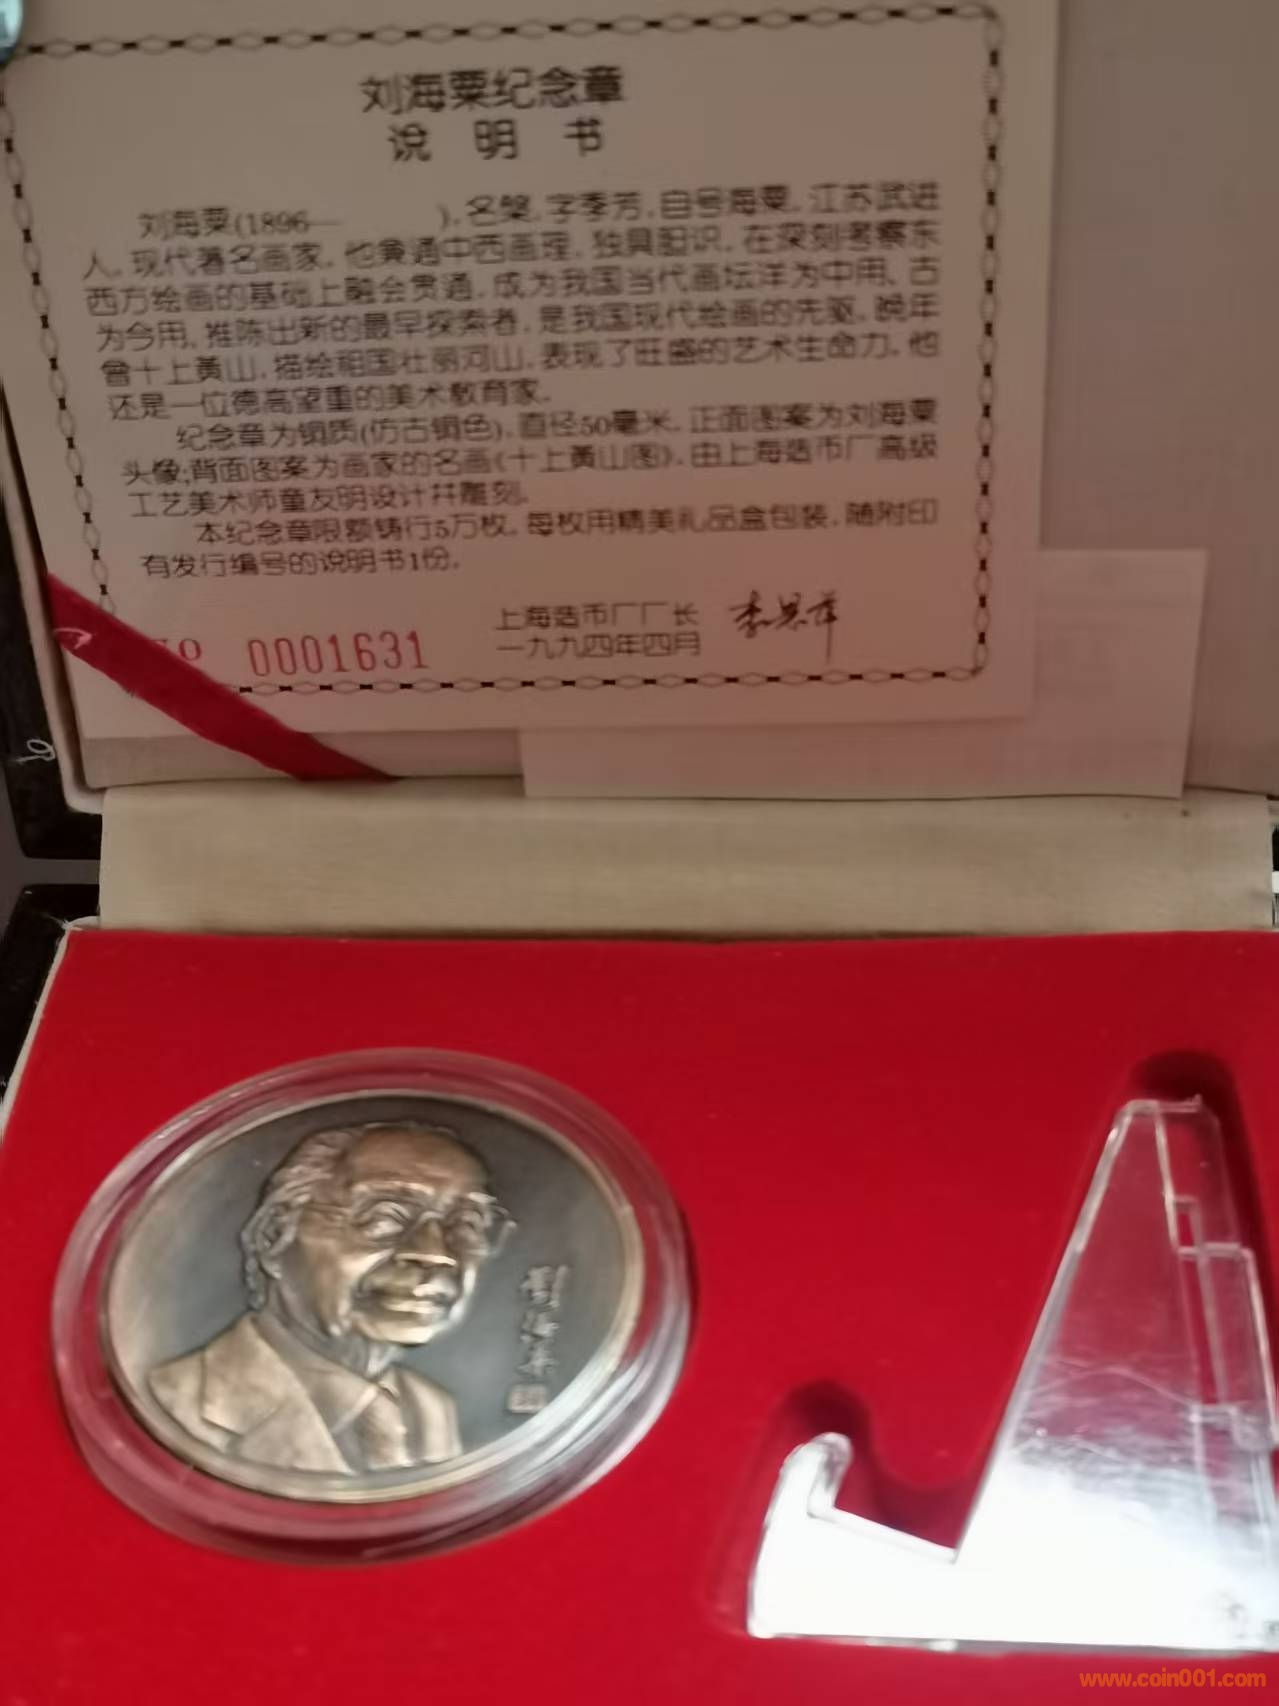 刘海粟纪念章
说 明 书
刘海粟(1896— ),名槃,字季芳,自号海粟,江苏武进
人,现代著名画家,他贯通中西画理,独具胆识,在深刻考察东
西方绘画的基础上融会贯通,成为我国当代画坛洋为中用、古
为今用,推陈出新的最早探索者,是我国现代绘画的先驱,晚年
曾十上黄山,描绘祖国壮丽河山,表现了旺盛的艺术生命力,他
还是一位德高望重的美术教育家。
纪念章为铜质(仿古铜色),直径50毫米,正面图案为刘海粟
头像;背面图案为画家的名画(十上黄山图),由上海造币厂高级
工艺美术师童友明设计并雕刻。
本纪念章限额铸行5万枚,每枚用精美礼品盒包装,随附印
有发行编号的说明书1份。
上海造币厂厂长
一九九四年四月
0001631
劉海粟
www.coin001.com